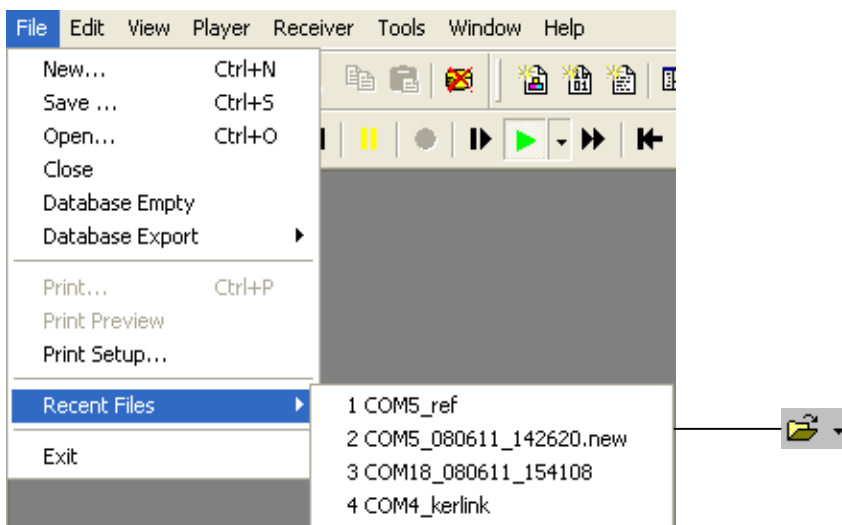 File Edit View Player Receiver Tools Window Help
New... Ctrl+N
Save ... Ctrl+S
Open... Ctrl+O
Close
Database Empty
Database Export
Print... Ctrl+P
Print Preview
Print Setup...
Recent Files
1 COM5_ref
2 COM5_080611_142620.new
Exit
3 COM18_080611_154108
4 COM4_kerlink